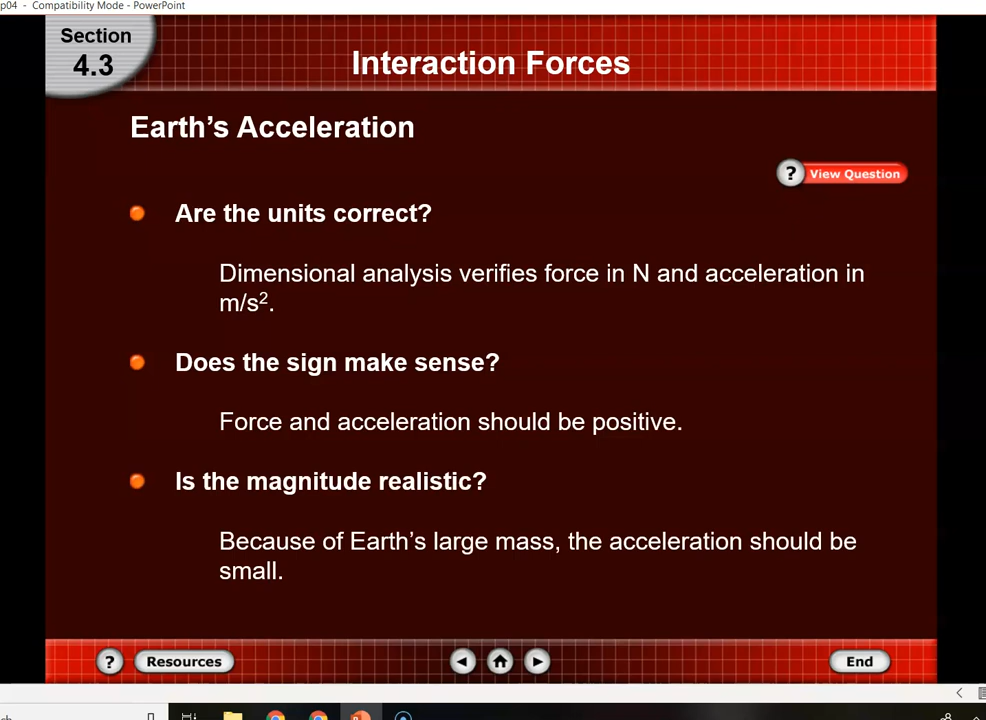 p04 - Compatibility Mode - PowerPoint
Section
4.3
Interaction Forces
Earth’s Acceleration
? View Question
Are the units correct?
Dimensional analysis verifies force in N and acceleration in
m/s².
Does the sign make sense?
Force and acceleration should be positive.
Is the magnitude realistic?
Because of Earth’s large mass, the acceleration should be
small.
? Resources
End